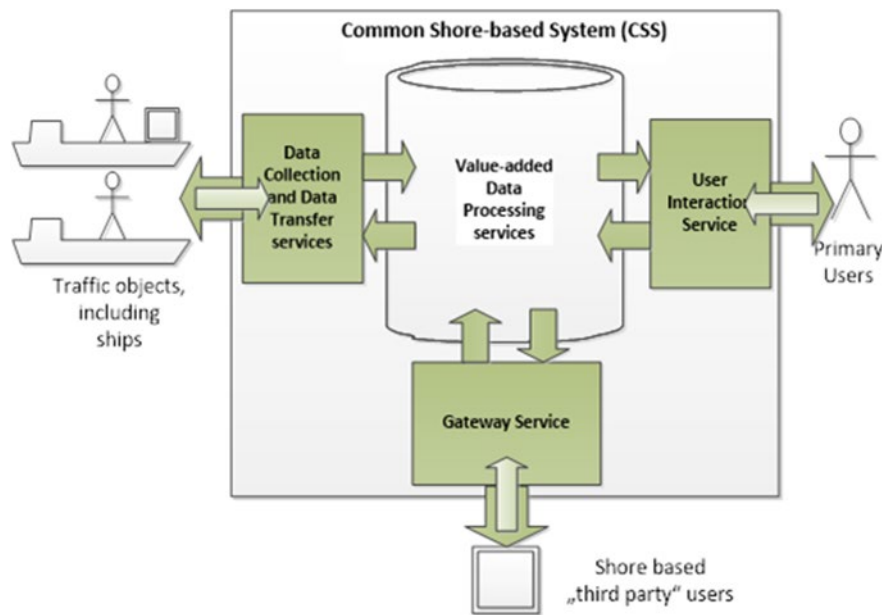 Common Shore-based System (CSS)
Data
Collection
and Data
Transfer
services
Value-added
Data
Processing
services
User
Interaction
Service
Primary
Users
Traffic objects,
including
ships
Gateway Service
Shore based
„third party“ users